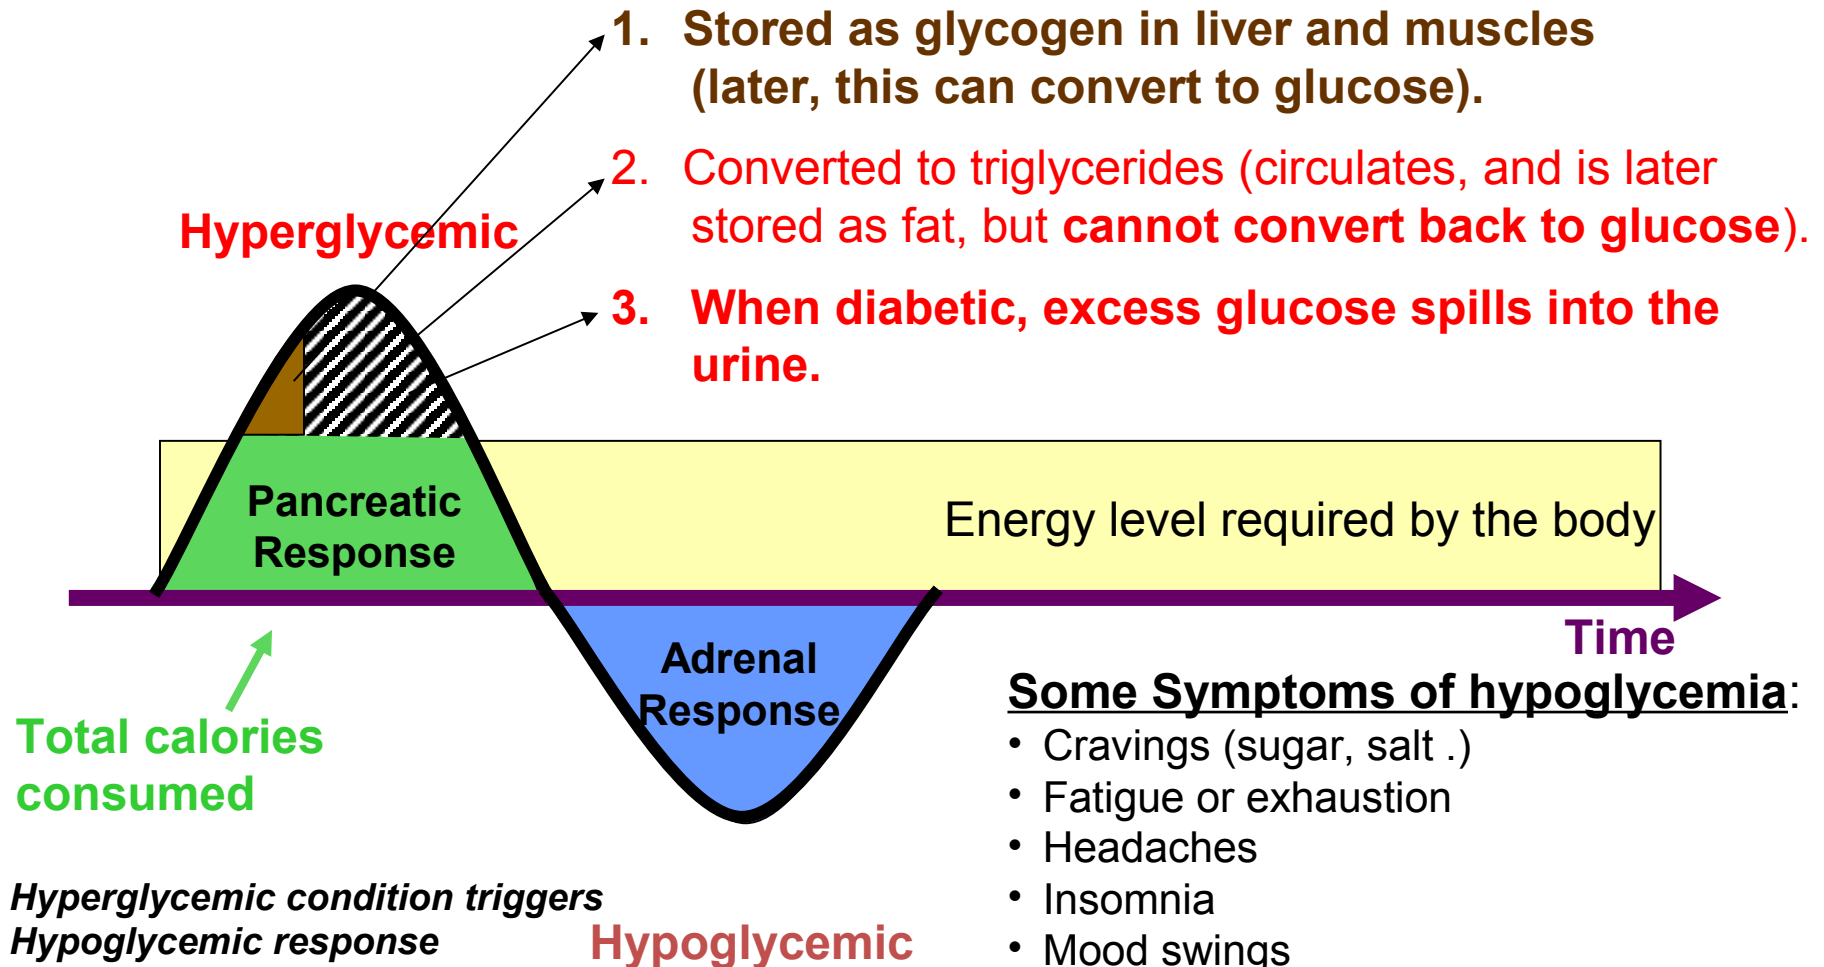 1. Stored as glycogen in liver and muscles
(later, this can convert to glucose).
2. Converted to triglycerides (circulates, and is later
stored as fat, but cannot convert back to glucose).
Hyperglycemic
3. When diabetic, excess glucose spills into the
urine.
Pancreatic
Response
Energy level required by the body
Time
Adrenal
Response
Total calories
consumed
Some Symptoms of hypoglycemia:
• Cravings (sugar, salt .)
• Fatigue or exhaustion
• Headaches
• Insomnia
• Mood swings
Hyperglycemic condition triggers
Hypoglycemic response
Hypoglycemic